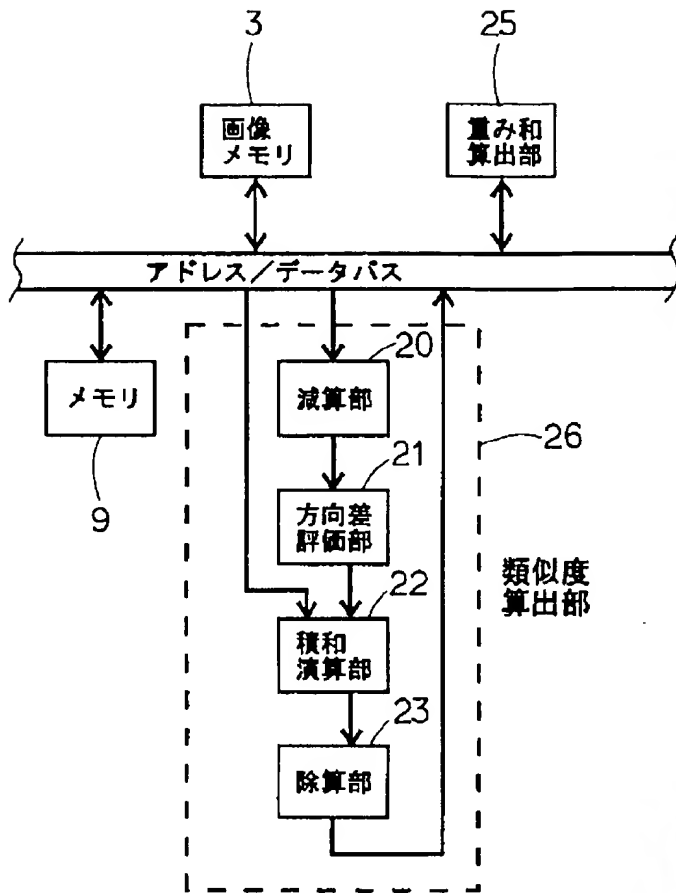 3
25
画像
メモリ
重み和
算出部
アドレス／データバス
20
減算部
メモリ
9
26
21
方向差
評価部
類似度
算出部
22
積和
演算部
23
除算部